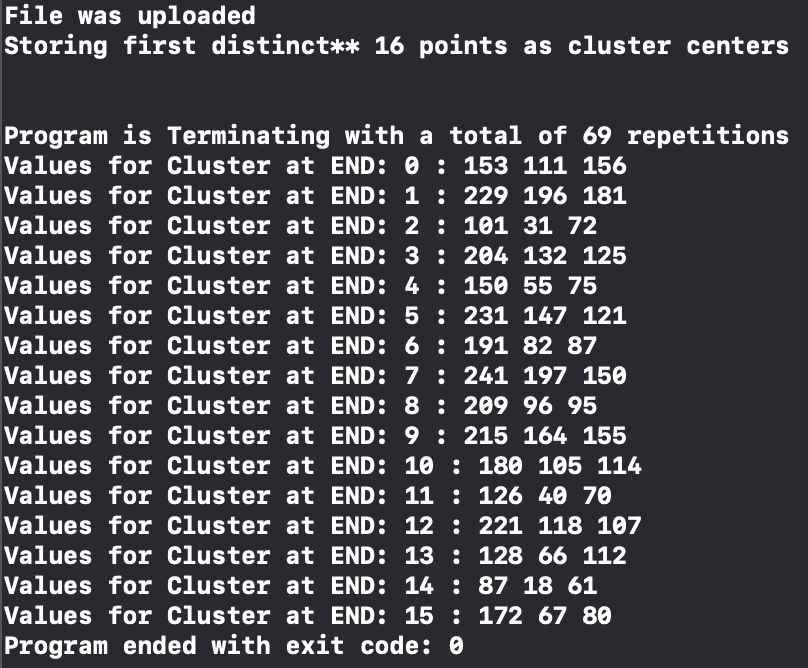 File was uploaded
Storing first distinct** 16 points as cluster centers
Program is Terminating with a total of 69 repetitions
Values for Cluster at END: 0 : 153 111 156
Values for Cluster at END: 1 : 229 196 181
Values for Cluster at END: 2 : 101 31 72
Values for Cluster at END: 3 : 204 132 125
Values for Cluster at END: 4 : 150 55 75
Values for Cluster at END: 5 : 231 147 121
Values for Cluster at END: 6 : 191 82 87
Values for Cluster at END: 7 : 241 197 150
Values for Cluster at END: 8 : 209 96 95
Values for Cluster at END: 9 : 215 164 155
Values for Cluster at END: 10 : 180 105 114
Values for Cluster at END: 11 : 126 40 70
Values for Cluster at END: 12 : 221 118 107
Values for Cluster at END: 13 : 128 66 112
Values for Cluster at END: 14 : 87 18 61
Values for Cluster at END: 15 : 172 67 80
Program ended with exit code: 0